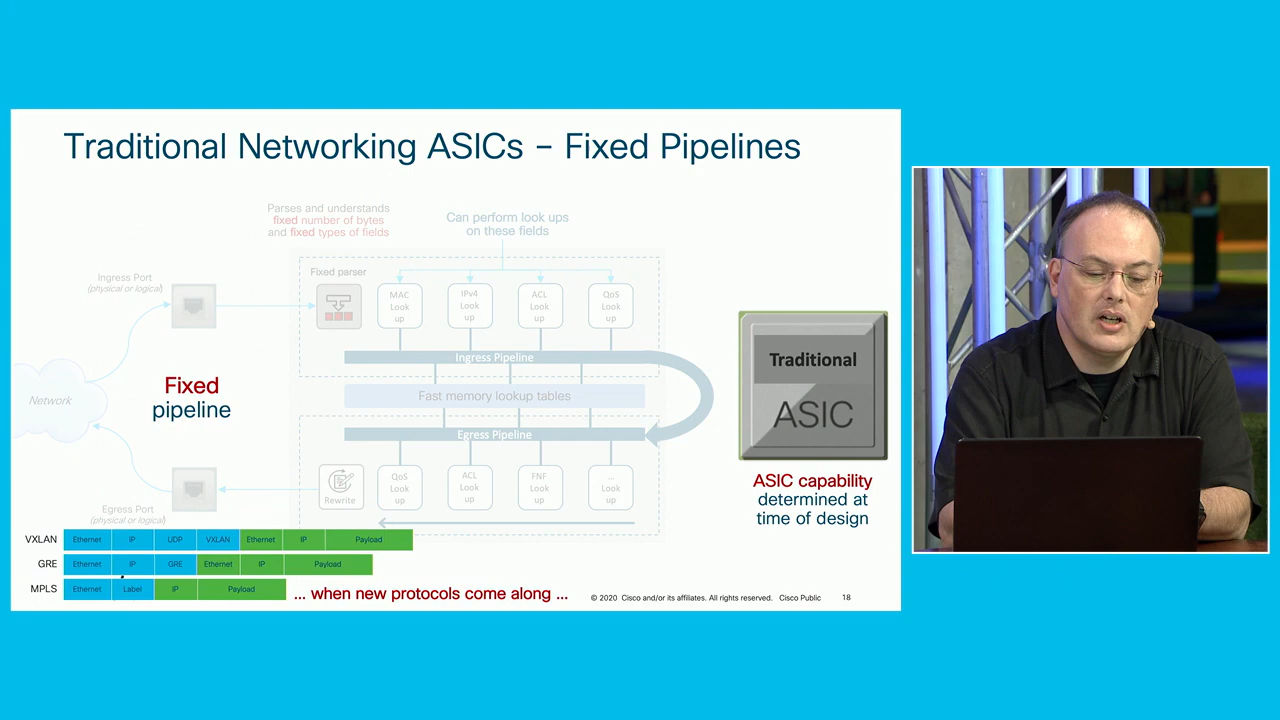 Traditional Networking ASICs – Fixed Pipelines
Parses and understands
fixed number of bytes
and fixed types of fields
Can perform look ups
on these fields
Ingress Port
(physical or logical)
Fixed parser
MAC
Look
up
IPv4
Look
up
ACL
Look
up
QoS
Look
up
Ingress Pipeline
Network
Fixed
pipeline
Fast memory lookup tables
Egress Pipeline
Traditional
ASIC
Rewrite
QoS
Look
up
ACL
Look
up
FNF
Look
up
...
Look
up
ASIC capability
determined at
time of design
Egress Port
(physical or logical)
VXLAN Ethernet IP UDP VXLAN Ethernet IP Payload
GRE Ethernet IP GRE Ethernet IP Payload
MPLS Ethernet Label IP Payload
... when new protocols come along ...
© 2020 Cisco and/or its affiliates. All rights reserved. Cisco Public 18